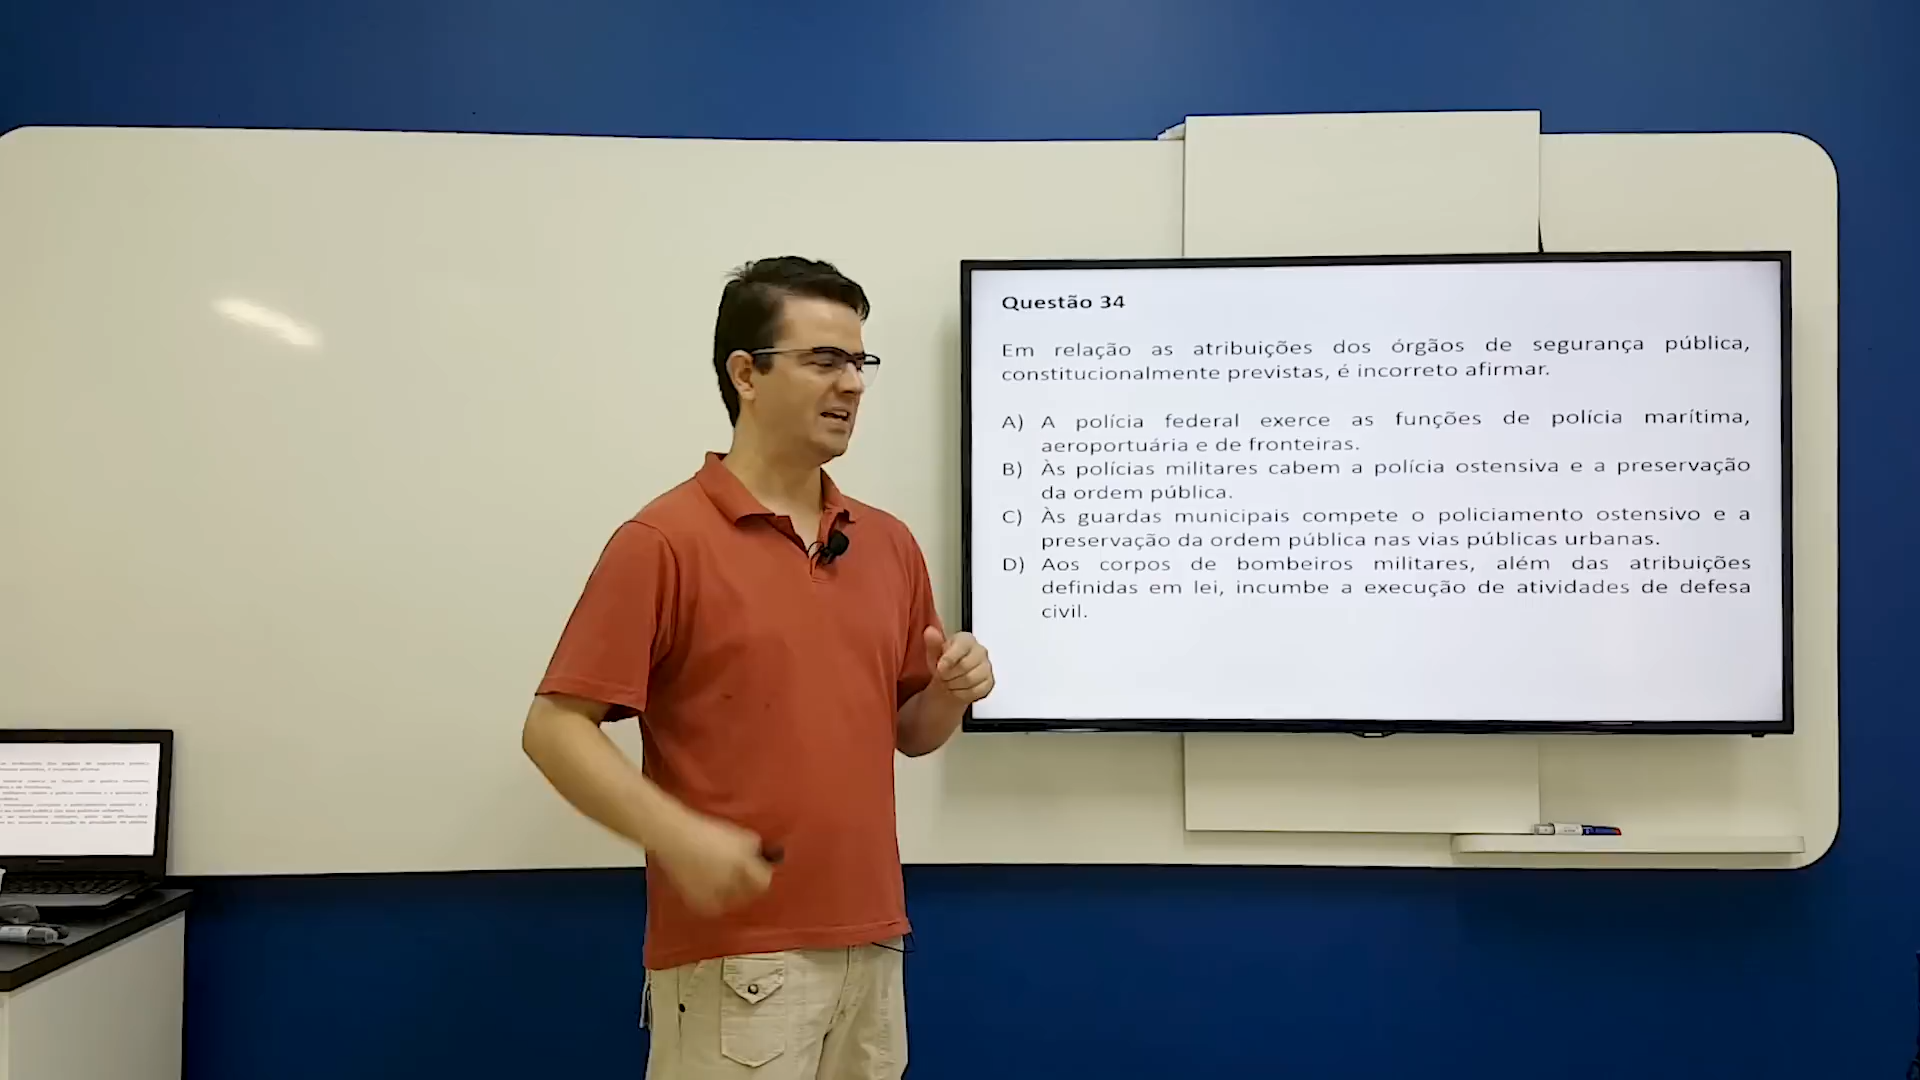 Questão 34
Em relação as atribuições dos órgãos de segurança pública,
constitucionalmente previstas, é incorreto afirmar.
A) A polícia federal exerce as funções de polícia marítima,
aeroportuária e de fronteiras.
B) Às polícias militares cabem a polícia ostensiva e a preservação
da ordem pública.
C) Às guardas municipais compete o policiamento ostensivo e a
preservação da ordem pública nas vias públicas urbanas.
D) Aos corpos de bombeiros militares, além das atribuições
definidas em lei, incumbe a execução de atividades de defesa
civil.